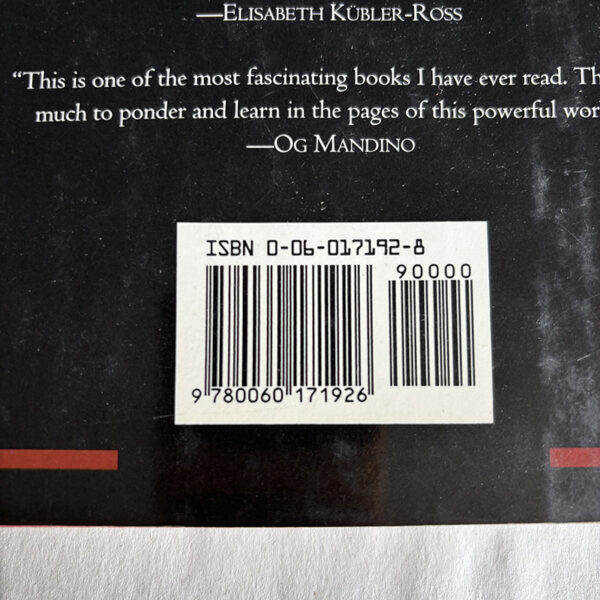 —ELISABETH KÜBLER-ROSS
“This is one of the most fascinating books I have ever read. Th
much to ponder and learn in the pages of this powerful wor
—OG MANDINO
ISBN 0-06-017192-8
90000
9 780060 171926